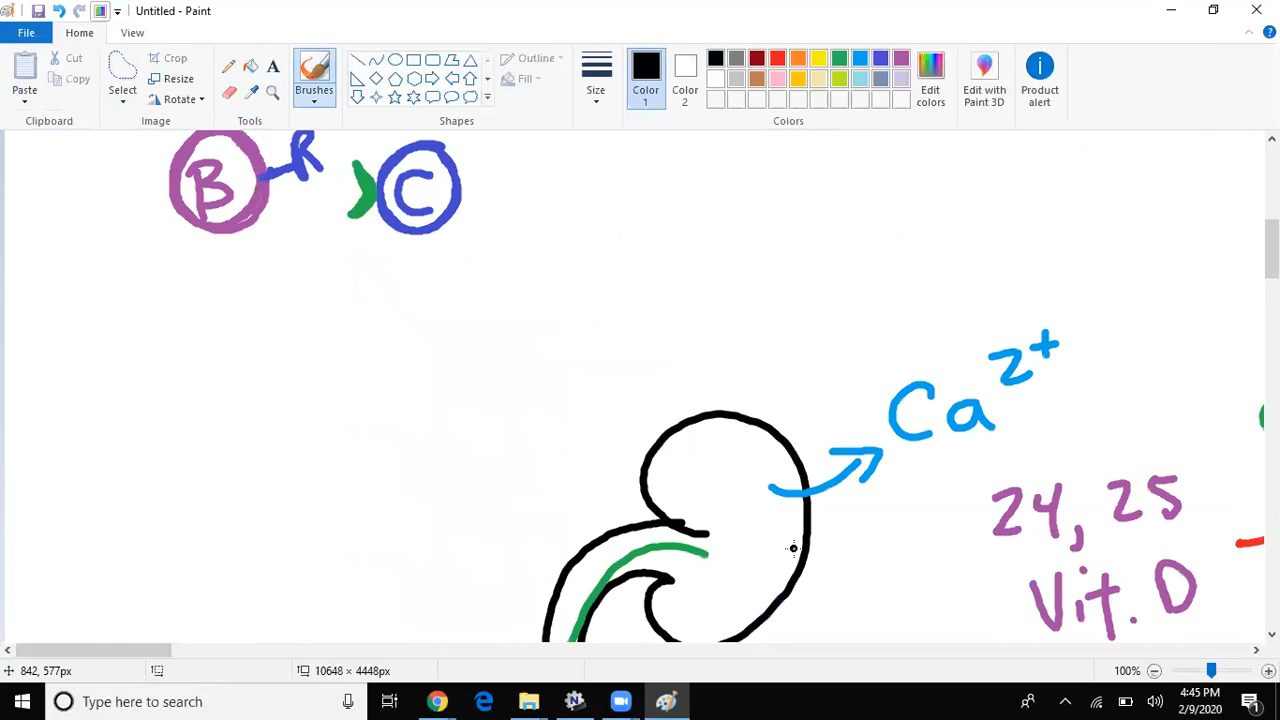 Untitled - Paint
File
Home
View
Paste
Cut
Copy
Clipboard
Select
Crop
Resize
Rotate
Image
A
Tools
Brushes
Outline
Fill
Shapes
Size
Color 1
Color 2
Edit colors
Colors
Edit with Paint 3D
Product alert
B R C
Ca2+
24, 25
Vit. D
842, 577px
10648 × 4448px
100%
Type here to search
4:45 PM
2/9/2020
1